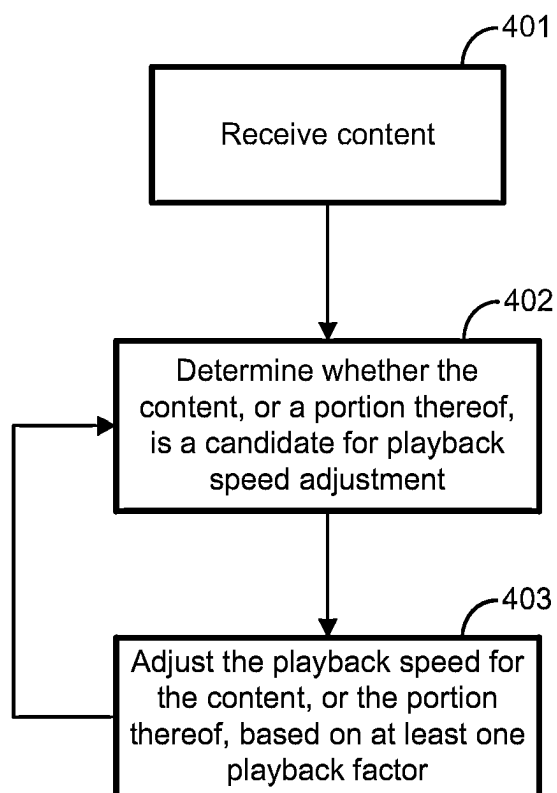 401
Receive content
402
Determine whether the
content, or a portion thereof,
is a candidate for playback
speed adjustment
403
Adjust the playback speed for
the content, or the portion
thereof, based on at least one
playback factor